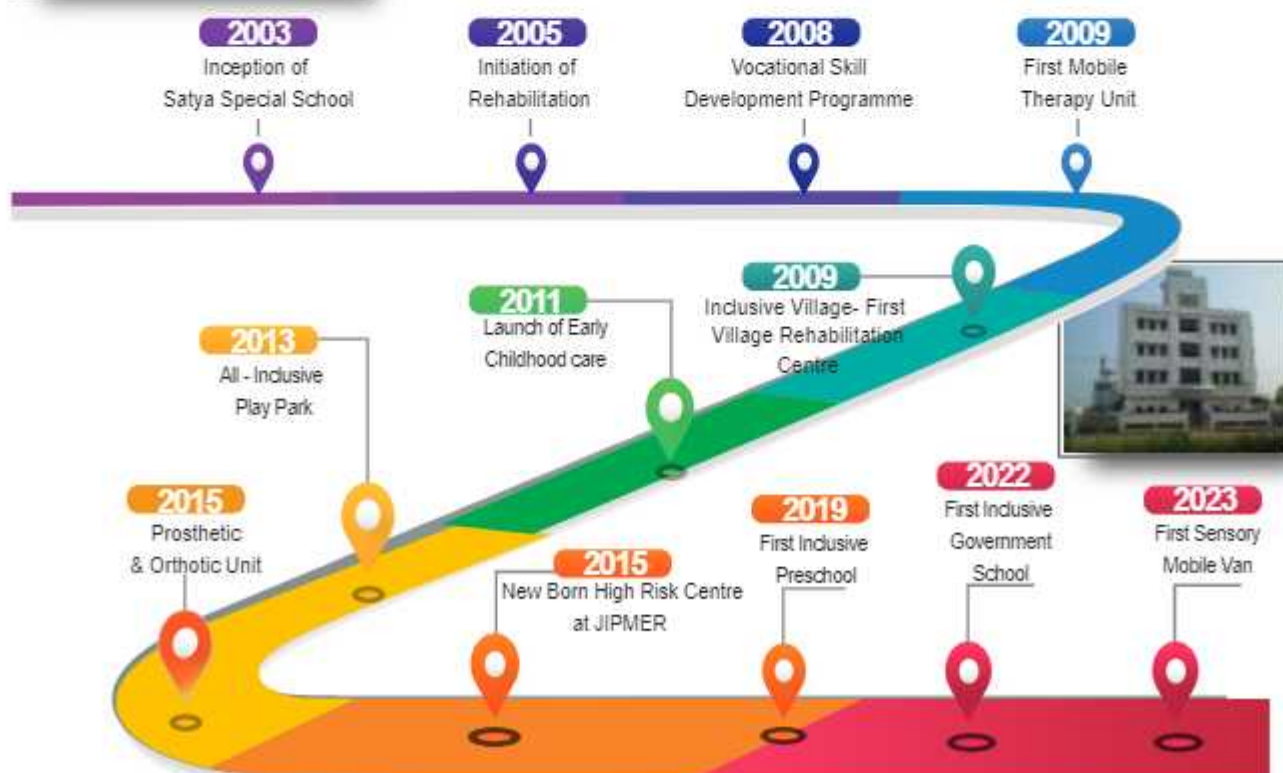 2003
Inception of
Satya Special School
2005
Initiation of
Rehabilitation
2008
Vocational Skill
Development Programme
2009
First Mobile
Therapy Unit
2009
Inclusive Village- First
Village Rehabilitation
Centre
2011
Launch of Early
Childhood care
2013
All - Inclusive
Play Park
2015
Prosthetic
& Orthotic Unit
2015
New Born High Risk Centre
at JIPMER
2019
First Inclusive
Preschool
2022
First Inclusive
Government
School
2023
First Sensory
Mobile Van